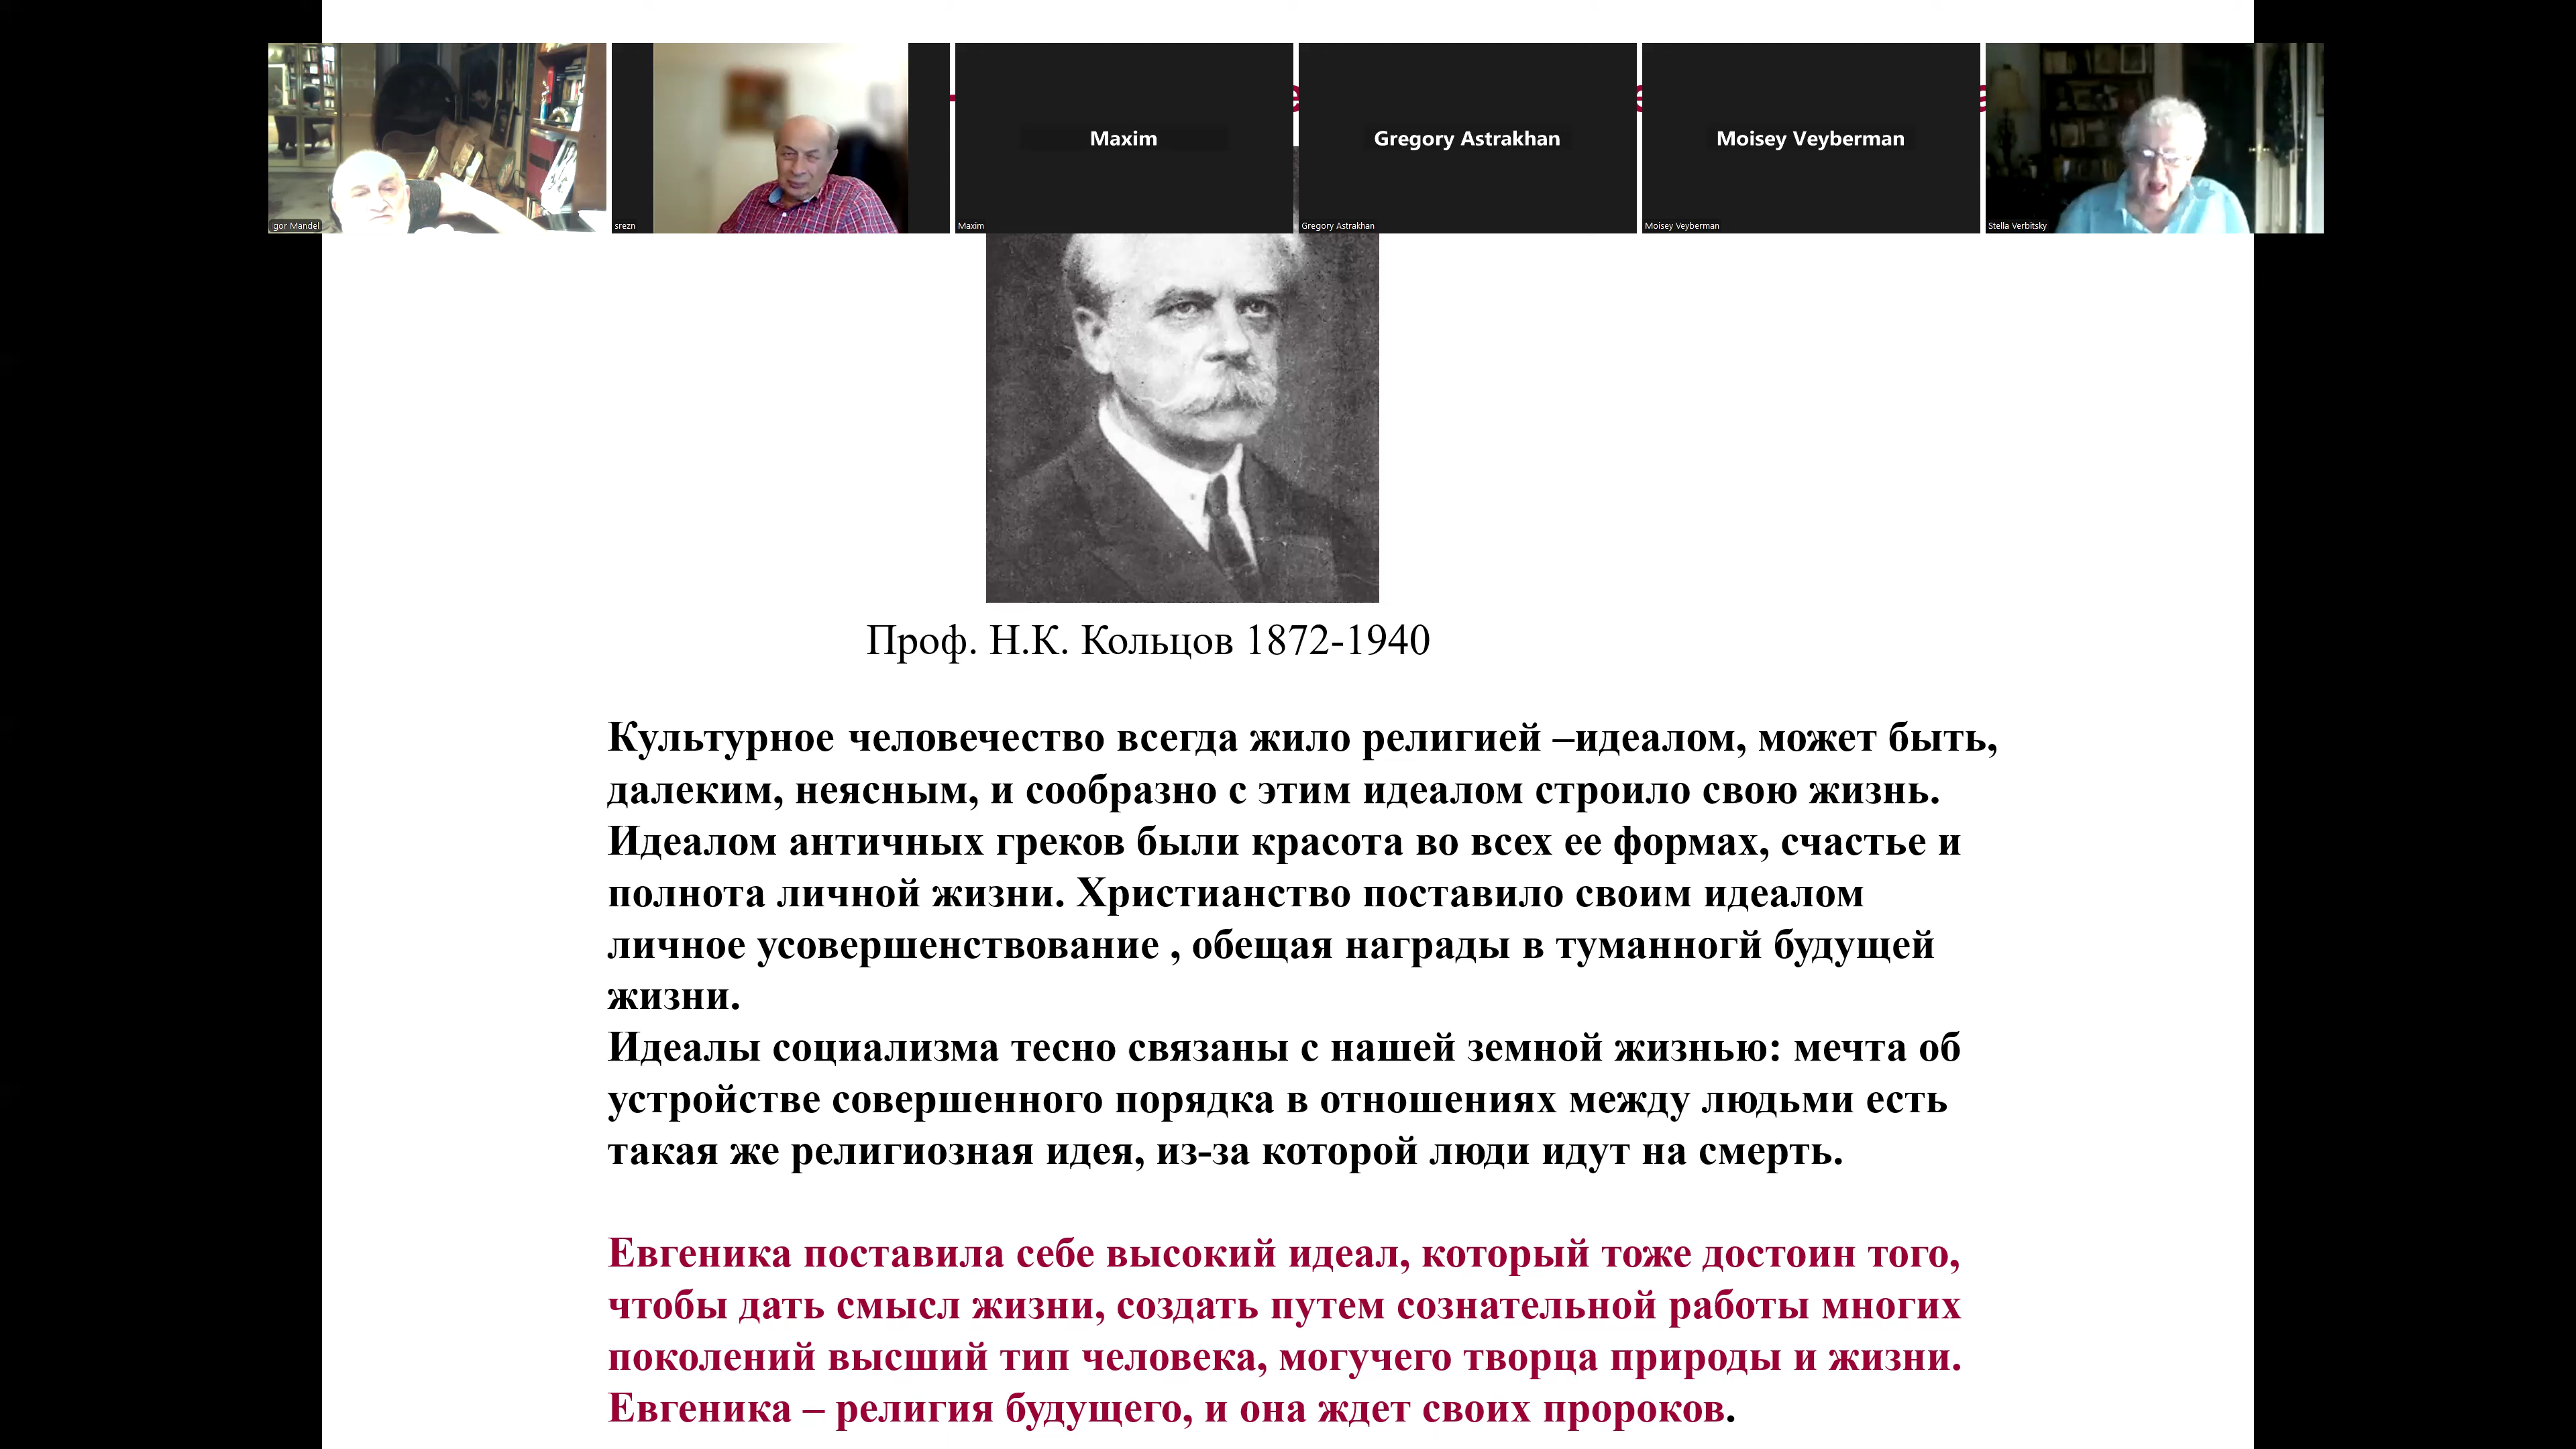 Maxim
Gregory Astrakhan
Moisey Veyberman
Igor Mandel
srezn
Maxim
Gregory Astrakhan
Moisey Veyberman
Stella Verbitsky
Проф. Н.К. Кольцов 1872-1940
Культурное человечество всегда жило религией –идеалом, может быть,
далеким, неясным, и сообразно с этим идеалом строило свою жизнь.
Идеалом античных греков были красота во всех ее формах, счастье и
полнота личной жизни. Христианство поставило своим идеалом
личное усовершенствование , обещая награды в туманногй будущей
жизни.
Идеалы социализма тесно связаны с нашей земной жизнью: мечта об
устройстве совершенного порядка в отношениях между людьми есть
такая же религиозная идея, из-за которой люди идут на смерть.
Евгеника поставила себе высокий идеал, который тоже достоин того,
чтобы дать смысл жизни, создать путем сознательной работы многих
поколений высший тип человека, могучего творца природы и жизни.
Евгеника – религия будущего, и она ждет своих пророков.